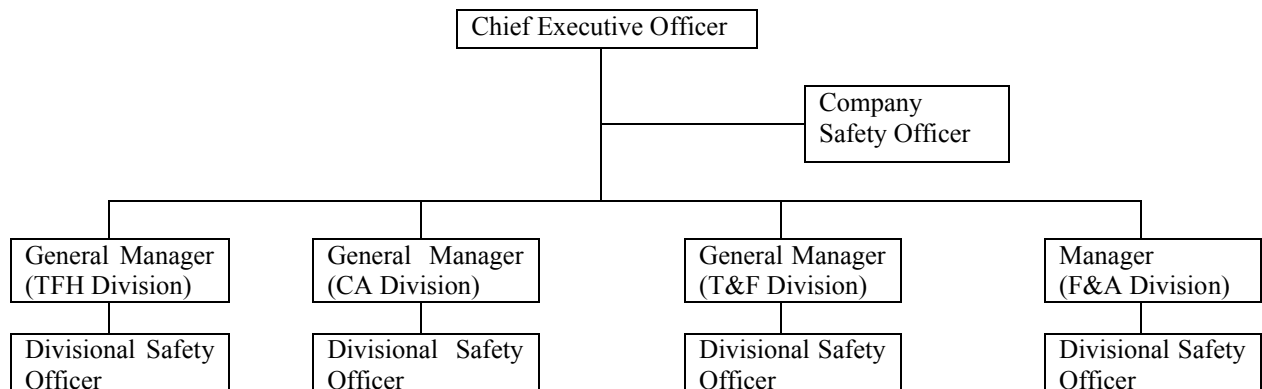 Chief Executive Officer
Company
Safety Officer
General Manager
(TFH Division)
General Manager
(CA Division)
General Manager
(T&F Division)
Manager
(F&A Division)
Divisional Safety
Officer
Divisional Safety
Officer
Divisional Safety
Officer
Divisional Safety
Officer